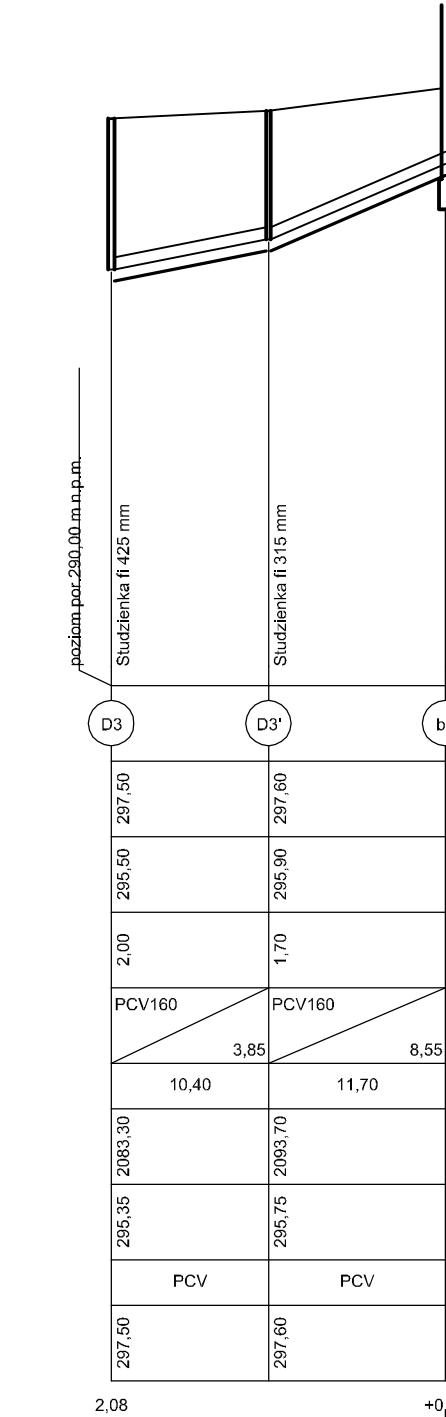 poziom por.290,00 m n.p.m.
Studzienka fi 425 mm
Studzienka fi 315 mm
D3 D3' b
297,50 297,60
295,50 295,90
2,00 1,70
PCV160 PCV160
3,85 8,55
10,40 11,70
2083,30 2093,70
295,35 295,75
PCV PCV
297,50 297,60
2,08 +0,